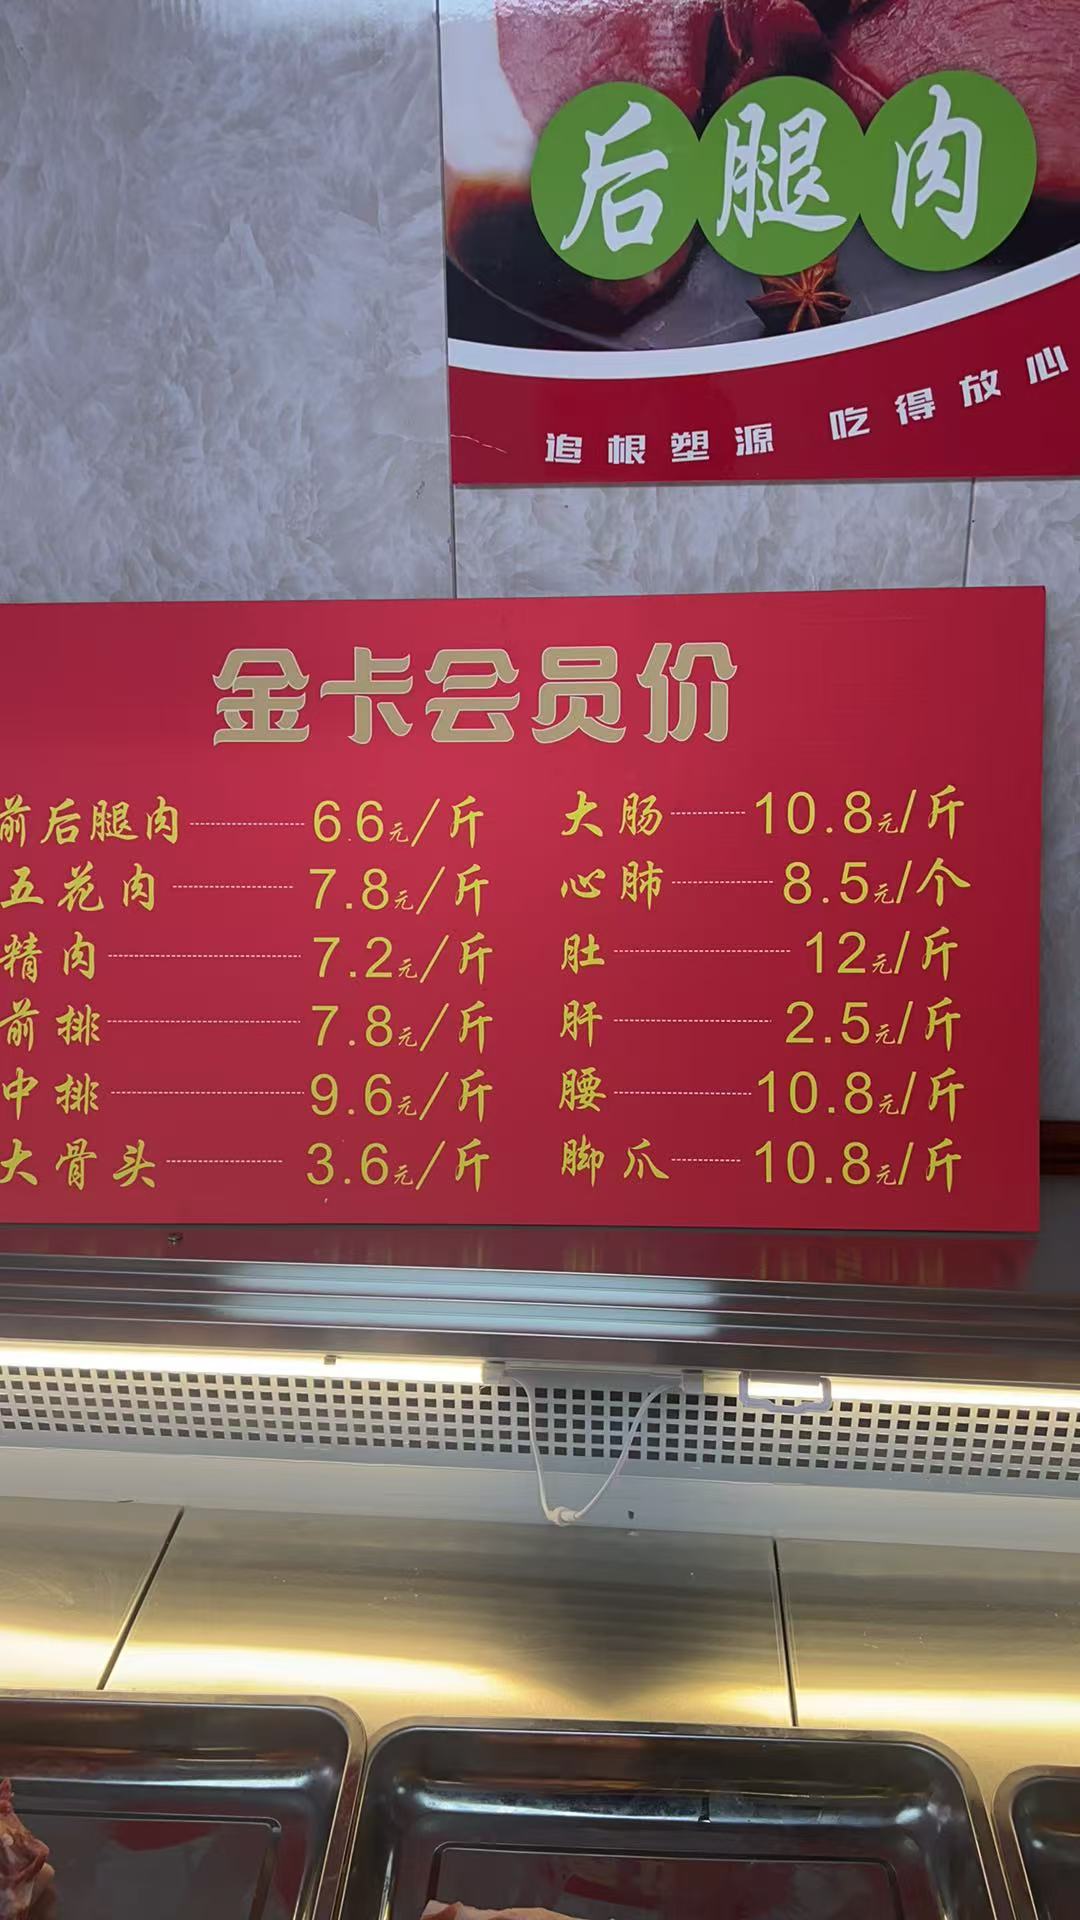 后腿肉
追根塑源 吃得放心
金卡会员价
前后腿肉 6.6元/斤
五花肉 7.8元/斤
精肉 7.2元/斤
前排 7.8元/斤
中排 9.6元/斤
大骨头 3.6元/斤
大肠 10.8元/斤
心肺 8.5元/个
肚 12元/斤
肝 2.5元/斤
腰 10.8元/斤
脚爪 10.8元/斤